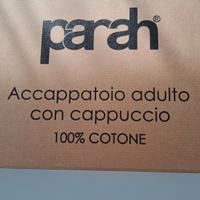 parah®
Accappatoio adulto
con cappuccio
100% COTONE